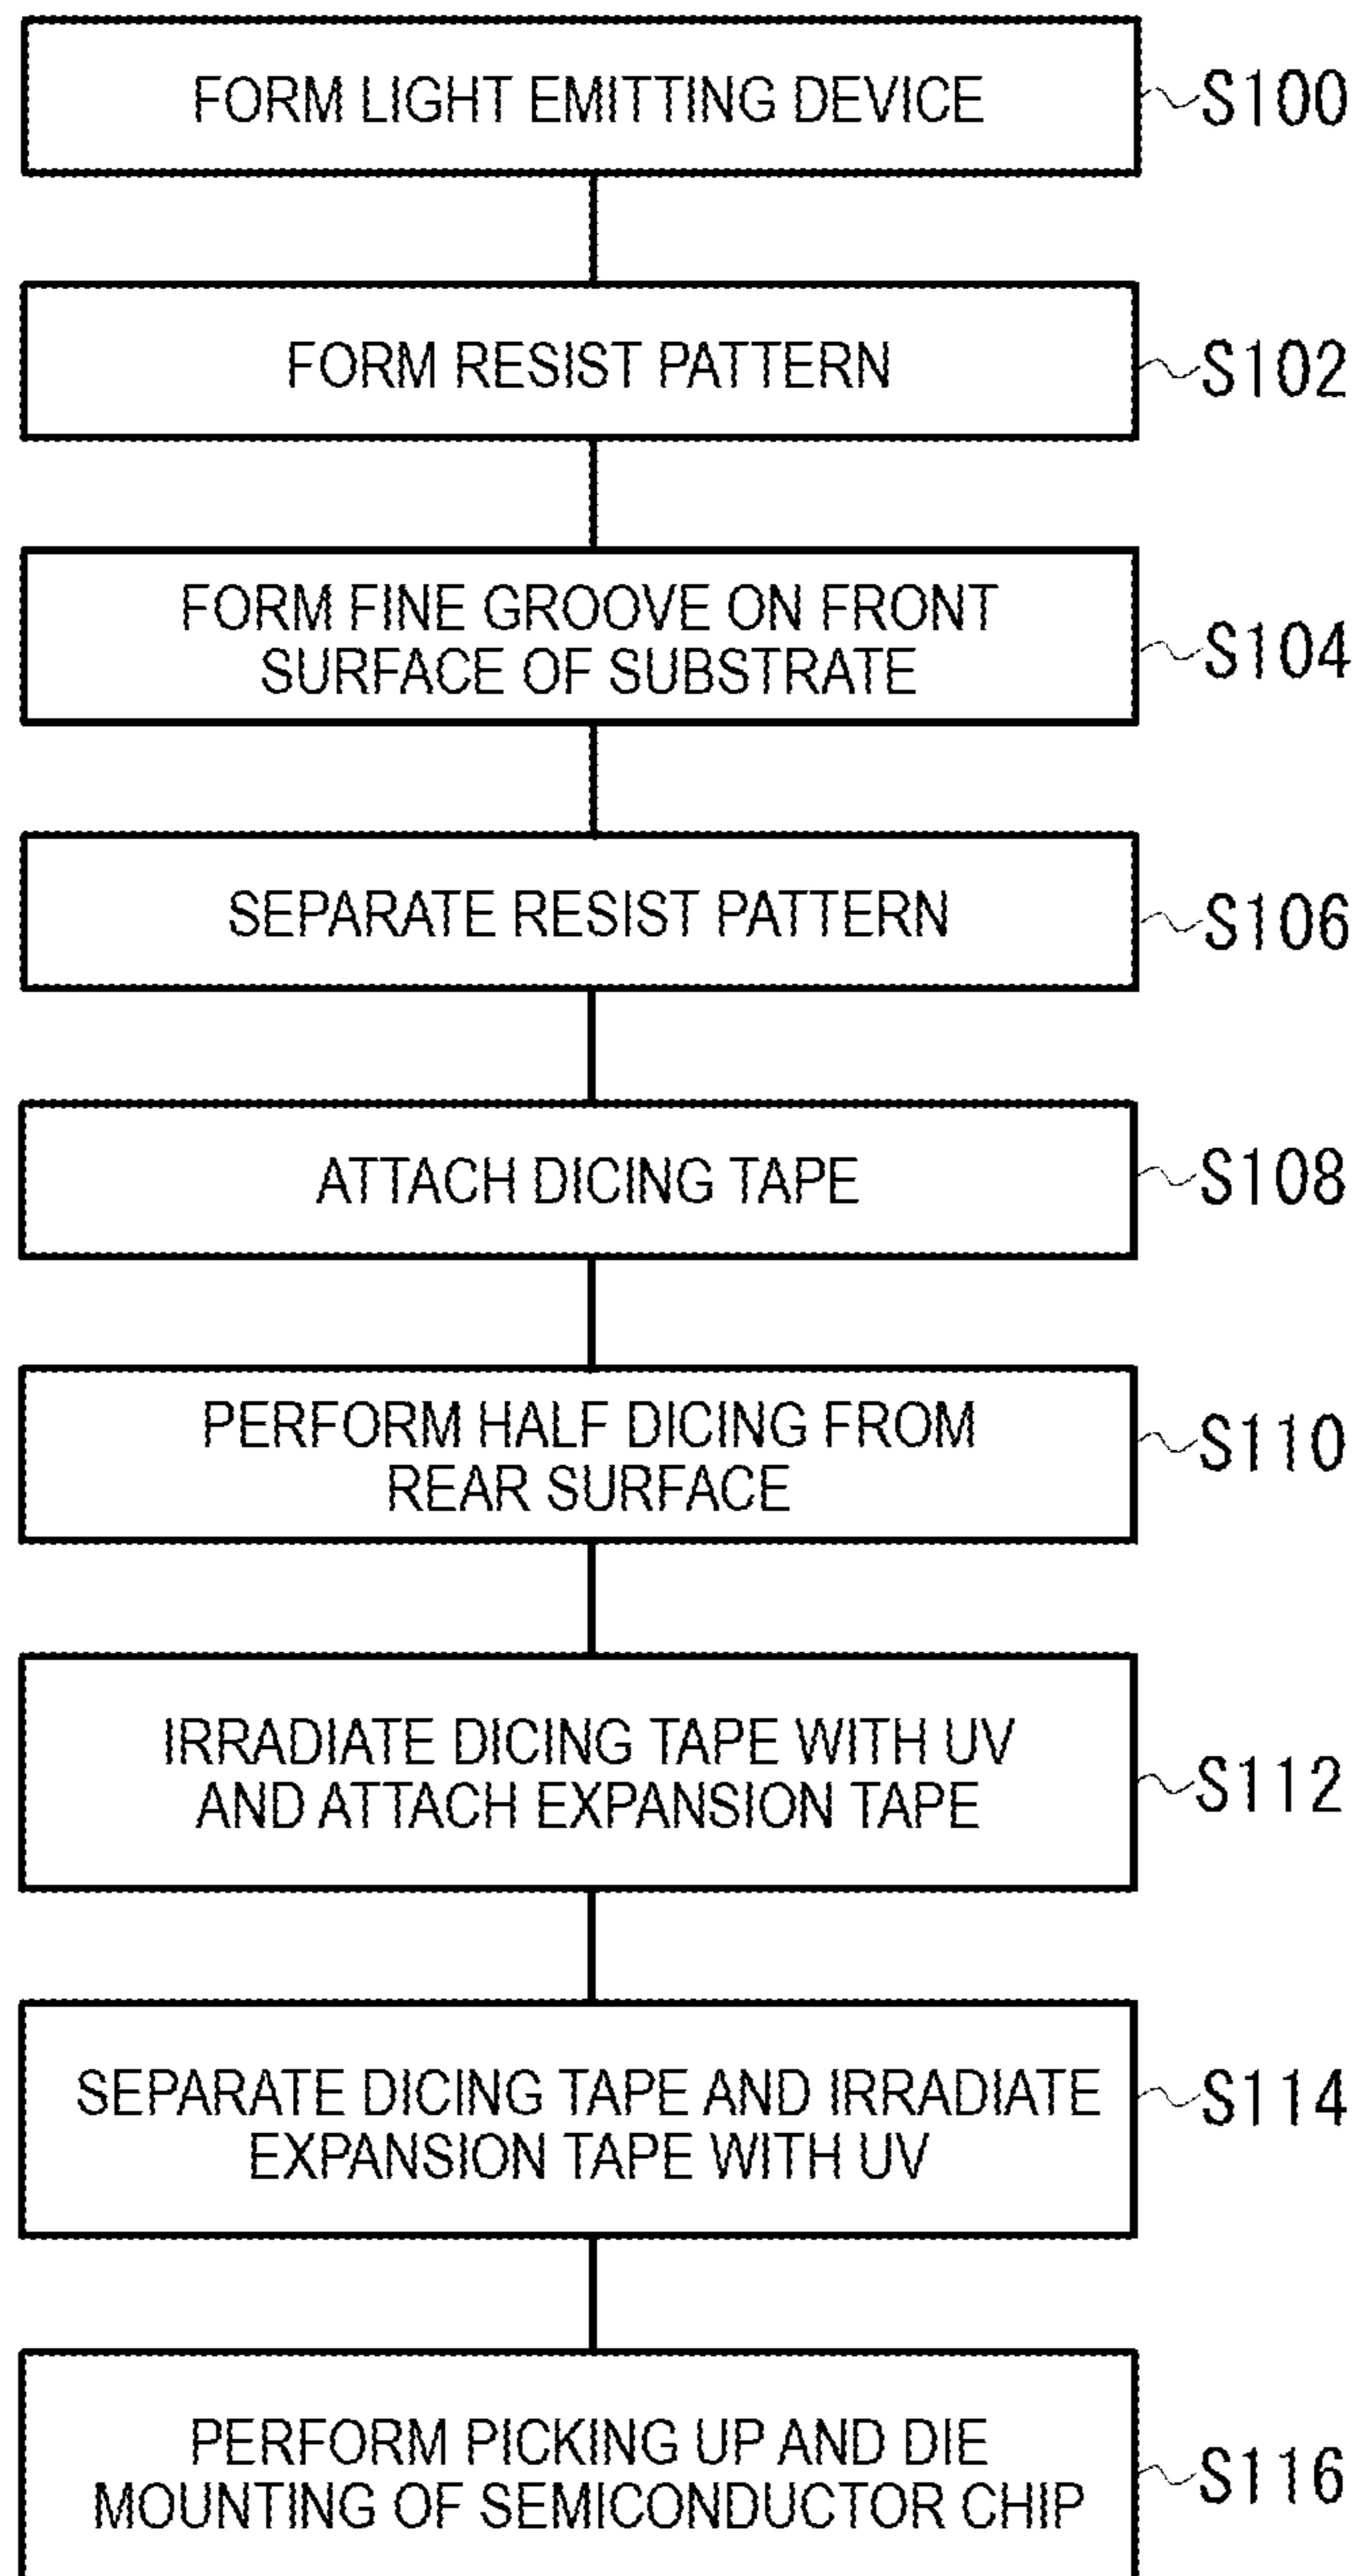 FORM LIGHT EMITTING DEVICE
S100
FORM RESIST PATTERN
S102
FORM FINE GROOVE ON FRONT
SURFACE OF SUBSTRATE
S104
SEPARATE RESIST PATTERN
S106
ATTACH DICING TAPE
S108
PERFORM HALF DICING FROM
REAR SURFACE
S110
IRRADIATE DICING TAPE WITH UV
AND ATTACH EXPANSION TAPE
S112
SEPARATE DICING TAPE AND IRRADIATE
EXPANSION TAPE WITH UV
S114
PERFORM PICKING UP AND DIE
MOUNTING OF SEMICONDUCTOR CHIP
S116